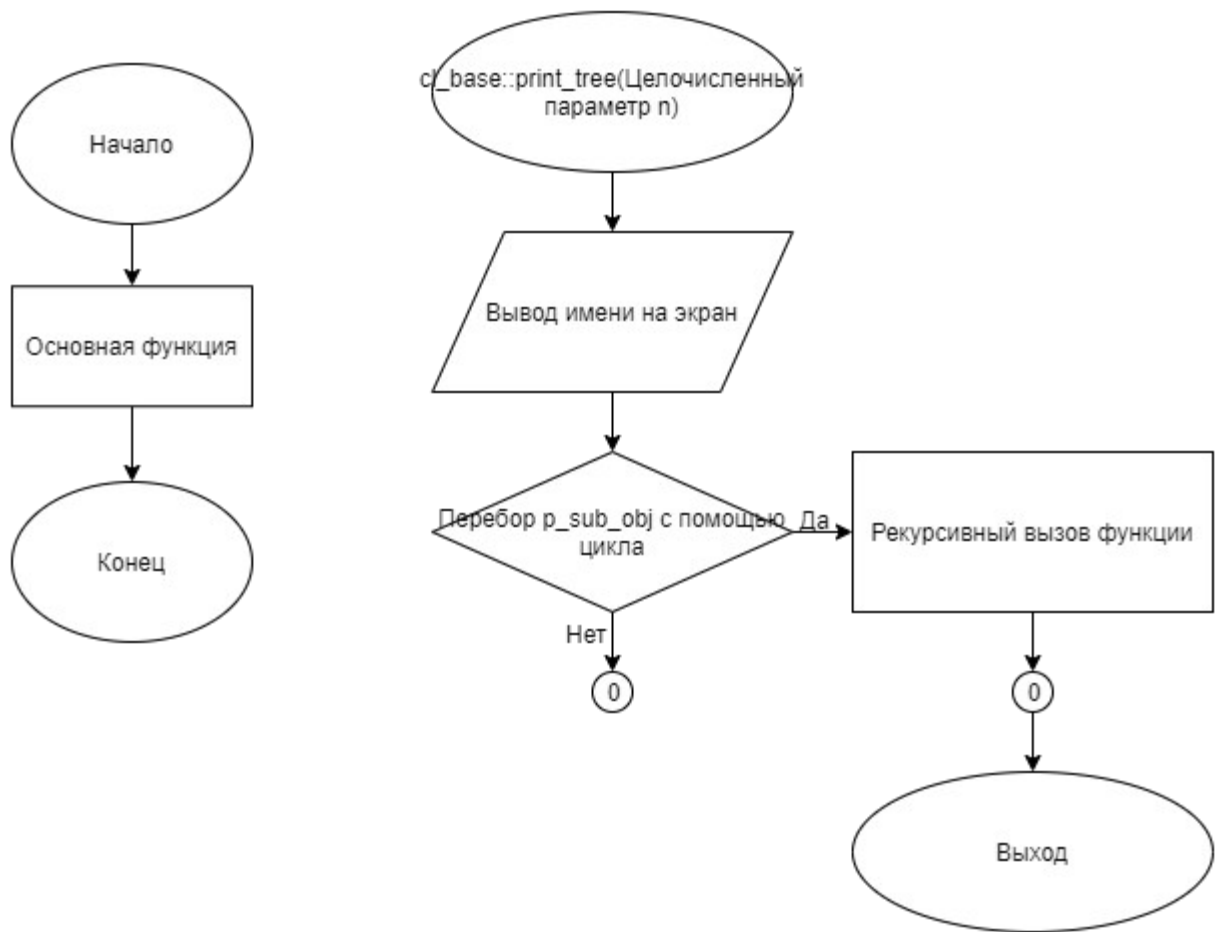 Начало
Основная функция
Конец
cl_base::print_tree(Целочисленный
параметр n)
Вывод имени на экран
Перебор p_sub_obj с помощью
цикла
Да
Рекурсивный вызов функции
Нет
0
0
Выход